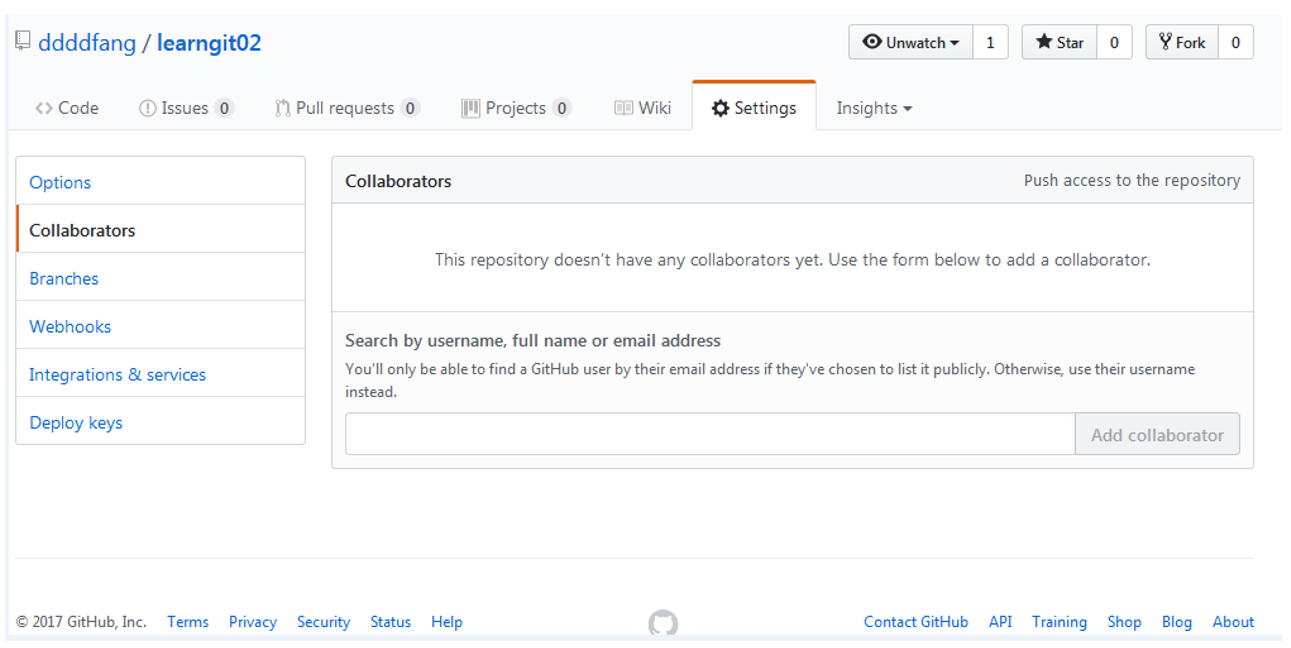 ddddfang / learngit02
Unwatch 1 Star 0 Fork 0
Code Issues 0 Pull requests 0 Projects 0 Wiki Settings Insights
Options
Collaborators
Branches
Webhooks
Integrations & services
Deploy keys
Collaborators Push access to the repository
This repository doesn't have any collaborators yet. Use the form below to add a collaborator.
Search by username, full name or email address
You'll only be able to find a GitHub user by their email address if they've chosen to list it publicly. Otherwise, use their username
instead.
Add collaborator
© 2017 GitHub, Inc. Terms Privacy Security Status Help Contact GitHub API Training Shop Blog About